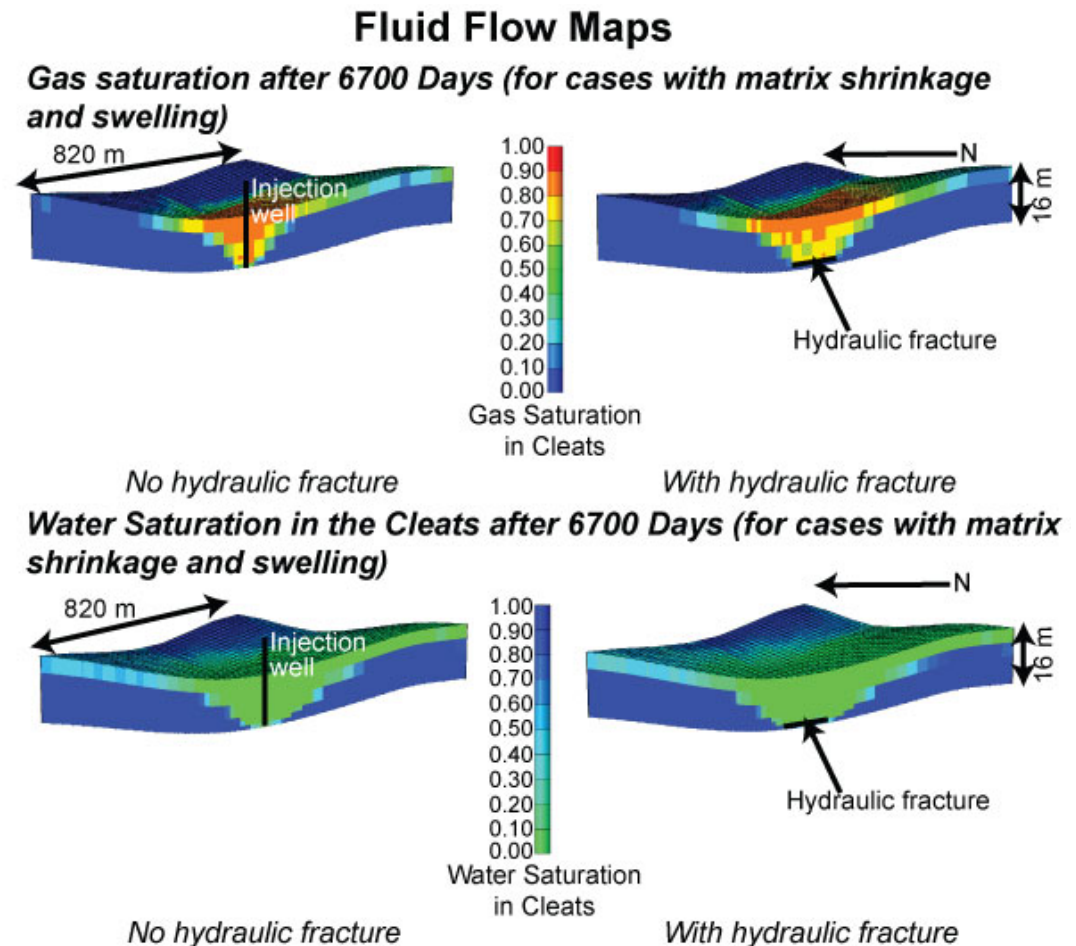 Fluid Flow Maps
Gas saturation after 6700 Days (for cases with matrix shrinkage
and swelling)
820 m
Injection
well
1.00
0.90
0.80
0.70
0.60
0.50
0.40
0.30
0.20
0.10
0.00
Gas Saturation
in Cleats
N
16 m
Hydraulic fracture
No hydraulic fracture
With hydraulic fracture
Water Saturation in the Cleats after 6700 Days (for cases with matrix
shrinkage and swelling)
820 m
Injection
well
1.00
0.90
0.80
0.70
0.60
0.50
0.40
0.30
0.20
0.10
0.00
Water Saturation
in Cleats
N
16 m
Hydraulic fracture
No hydraulic fracture
With hydraulic fracture